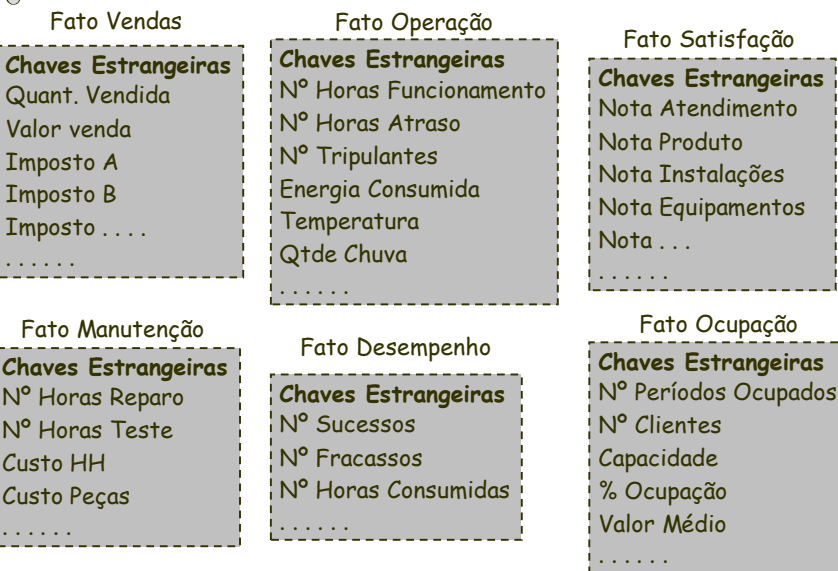 Fato Vendas
Chaves Estrangeiras
Quant. Vendida
Valor venda
Imposto A
Imposto B
Imposto . . . .
. . . . . .
Fato Operação
Chaves Estrangeiras
Nº Horas Funcionamento
Nº Horas Atraso
Nº Tripulantes
Energia Consumida
Temperatura
Qtde Chuva
. . . . . .
Fato Satisfação
Chaves Estrangeiras
Nota Atendimento
Nota Produto
Nota Instalações
Nota Equipamentos
Nota . . .
. . . . . .
Fato Manutenção
Chaves Estrangeiras
Nº Horas Reparo
Nº Horas Teste
Custo HH
Custo Peças
. . . . . .
Fato Desempenho
Chaves Estrangeiras
Nº Sucessos
Nº Fracassos
Nº Horas Consumidas
. . . . . .
Fato Ocupação
Chaves Estrangeiras
Nº Períodos Ocupados
Nº Clientes
Capacidade
% Ocupação
Valor Médio
. . . . . .